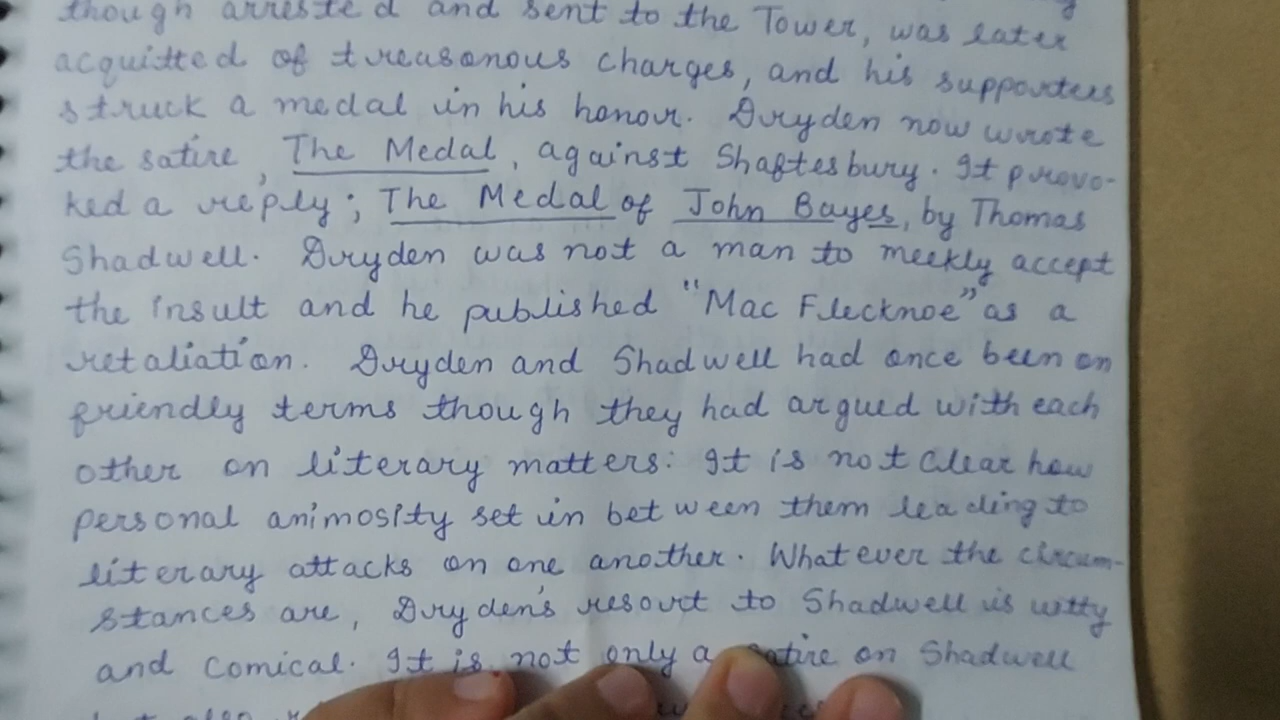 though arrested and sent to the Tower, was later
acquitted of treasonous charges, and his supporters
struck a medal in his honour. Dryden now wrote
the satire, The Medal, against Shaftesbury. It provo-
ked a reply; The Medal of John Bayes, by Thomas
Shadwell. Dryden was not a man to meekly accept
the insult and he published "Mac Flecknoe" as a
retaliation. Dryden and Shadwell had once been on
friendly terms though they had argued with each
other on literary matters. It is not clear how
personal animosity set in between them leading to
literary attacks on one another. Whatever the circum-
stances are, Dryden's resort to Shadwell is witty
and comical. It is not only a satire on Shadwell